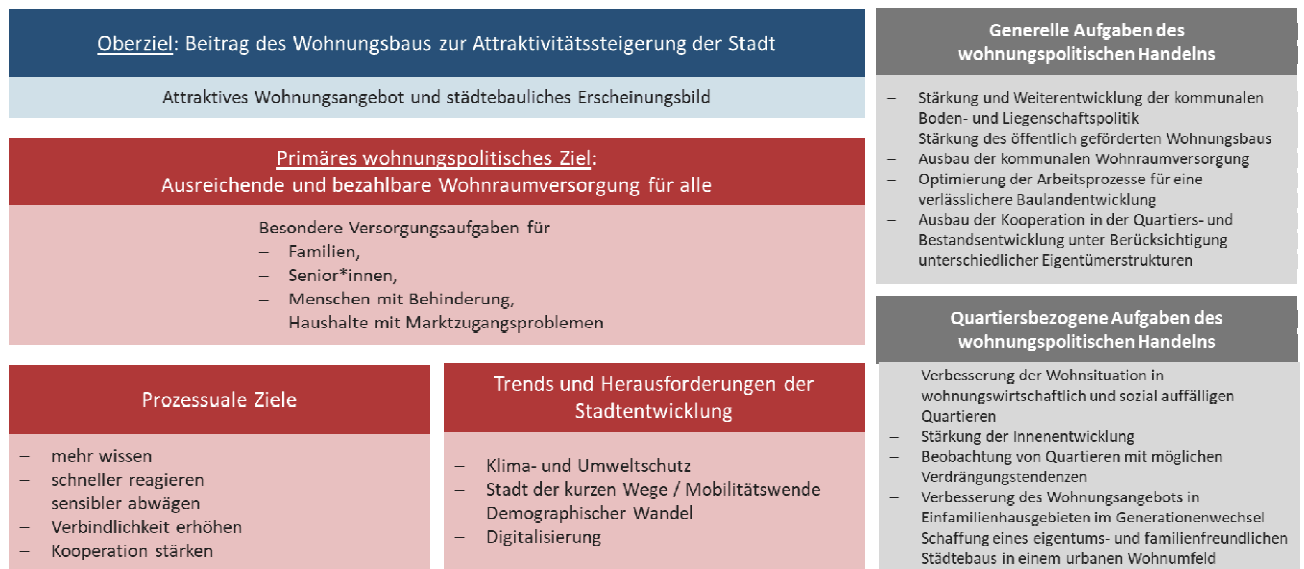 Oberziel: Beitrag des Wohnungsbaus zur Attraktivitätssteigerung der Stadt
Attraktives Wohnungsangebot und städtebauliches Erscheinungsbild
Primäres wohnungspolitisches Ziel:
Ausreichende und bezahlbare Wohnraumversorgung für alle
Besondere Versorgungsaufgaben für
– Familien,
– Senior*innen,
– Menschen mit Behinderung,
Haushalte mit Marktzugangsproblemen
Prozessuale Ziele
– mehr wissen
– schneller reagieren
sensibler abwägen
– Verbindlichkeit erhöhen
– Kooperation stärken
Trends und Herausforderungen der
Stadtentwicklung
– Klima- und Umweltschutz
– Stadt der kurzen Wege / Mobilitätswende
Demographischer Wandel
– Digitalisierung
Generelle Aufgaben des
wohnungspolitischen Handelns
– Stärkung und Weiterentwicklung der kommunalen
Boden- und Liegenschaftspolitik
Stärkung des öffentlich geförderten Wohnungsbaus
– Ausbau der kommunalen Wohnraumversorgung
– Optimierung der Arbeitsprozesse für eine
verlässlichere Baulandentwicklung
– Ausbau der Kooperation in der Quartiers- und
Bestandsentwicklung unter Berücksichtigung
unterschiedlicher Eigentümerstrukturen
Quartiersbezogene Aufgaben des
wohnungspolitischen Handelns
Verbesserung der Wohnsituation in
wohnungswirtschaftlich und sozial auffälligen
Quartieren
– Stärkung der Innenentwicklung
– Beobachtung von Quartieren mit möglichen
Verdrängungstendenzen
– Verbesserung des Wohnungsangebots in
Einfamilienhausgebieten im Generationenwechsel
Schaffung eines eigentums- und familienfreundlichen
Städtebaus in einem urbanen Wohnumfeld